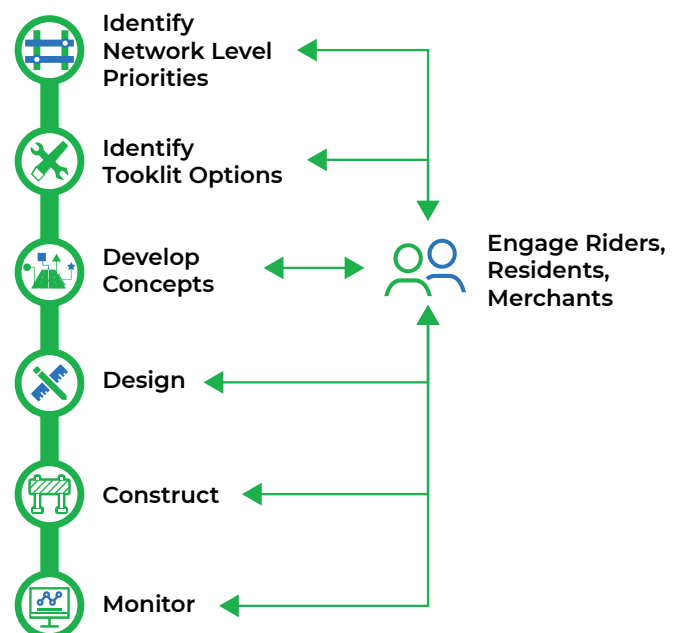 Identify
Network Level
Priorities
Identify
Tooklit Options
Develop
Concepts
Engage Riders,
Residents,
Merchants
Design
Construct
Monitor